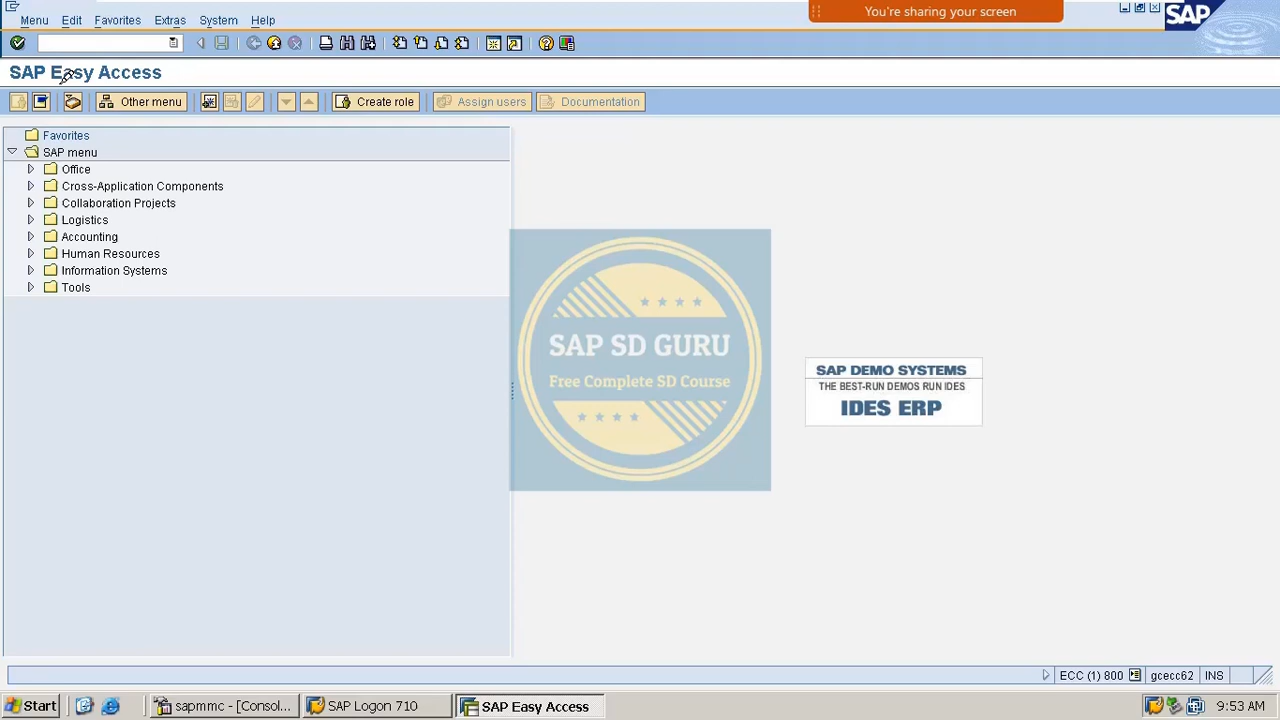 You're sharing your screen
Menu Edit Favorites Extras System Help
SAP
SAP Easy Access
Other menu Create role Assign users Documentation
Favorites
SAP menu
Office
Cross-Application Components
Collaboration Projects
Logistics
Accounting
Human Resources
Information Systems
Tools
SAP SD GURU
Free Complete SD Course
SAP DEMO SYSTEMS
THE BEST-RUN DEMOS RUN IDES
IDES ERP
ECC (1) 800 gcecc62 INS
Start sapmmc - [Consol... SAP Logon 710 SAP Easy Access 9:53 AM